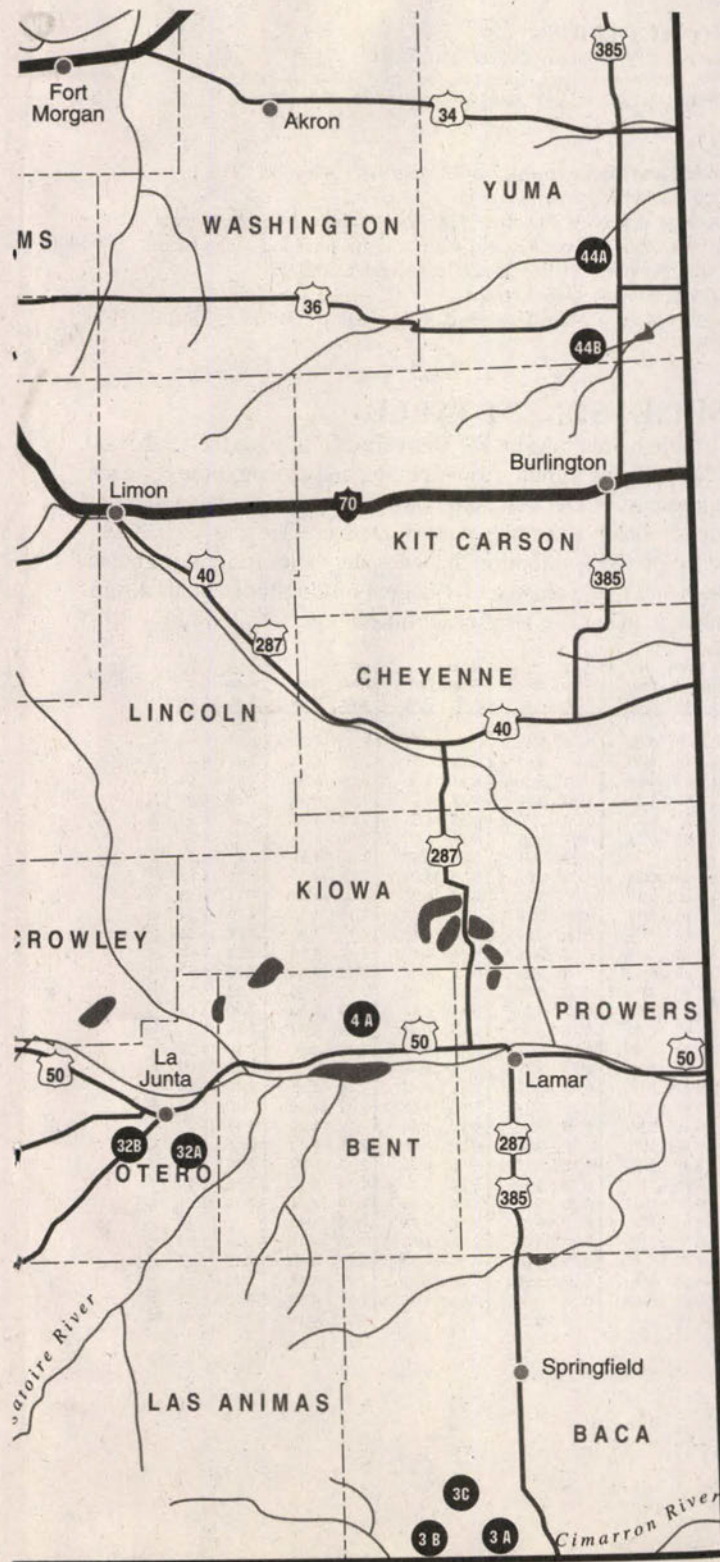 385
Fort
Morgan
Akron
34
YUMA
WASHINGTON
MS
44A
36
44B
Burlington
Limon
70
KIT CARSON
40
385
287
CHEYENNE
LINCOLN
40
287
KIOWA
CROWLEY
4A
PROWERS
50
50
La
Junta
50
Lamar
32B
32A
OTERO
BENT
287
385
atoire River
Springfield
LAS ANIMAS
BACA
3C
3B
3A
Cimarron River